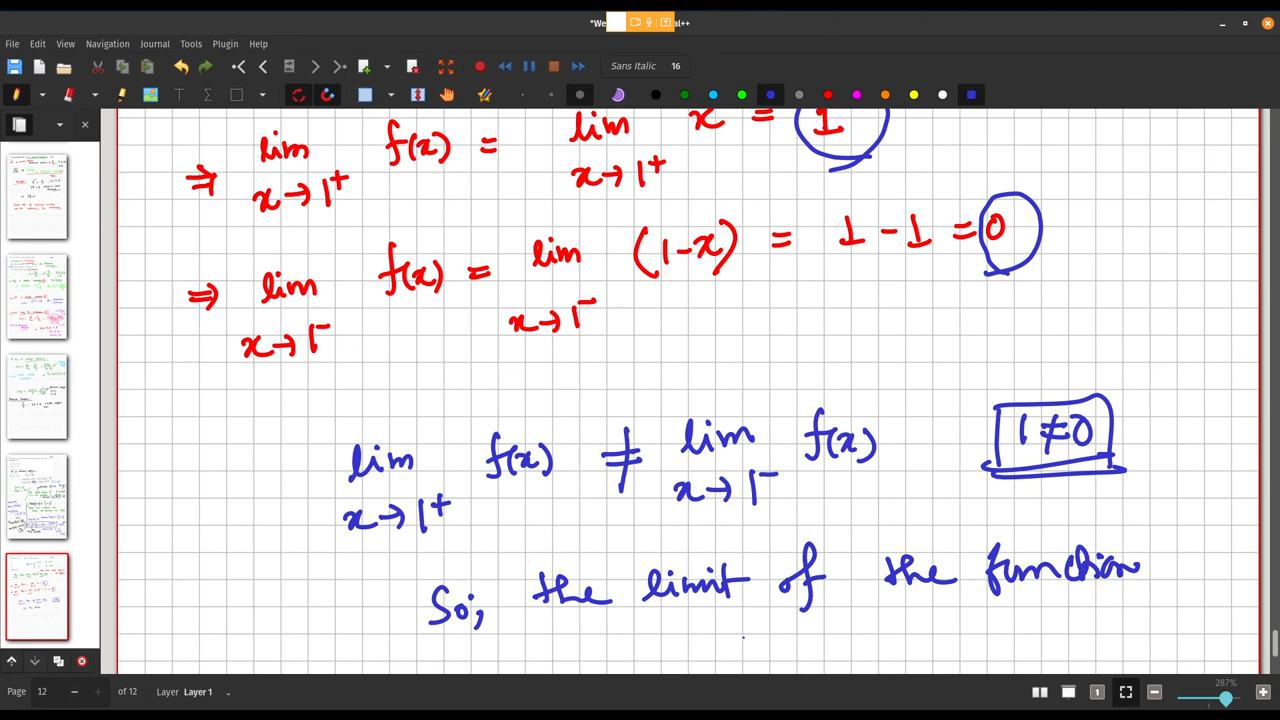 *We al++
File Edit View Navigation Journal Tools Plugin Help
Sans Italic 16
⇒ lim x→1⁺ f(x) = lim x→1⁺ x = 1
⇒ lim x→1⁻ f(x) = lim x→1⁻ (1-x) = 1 - 1 = 0
lim x→1⁺ f(x) ≠ lim x→1⁻ f(x) 1 ≠ 0
So; the limit of the function
Page 12 of 12 Layer Layer 1 287%